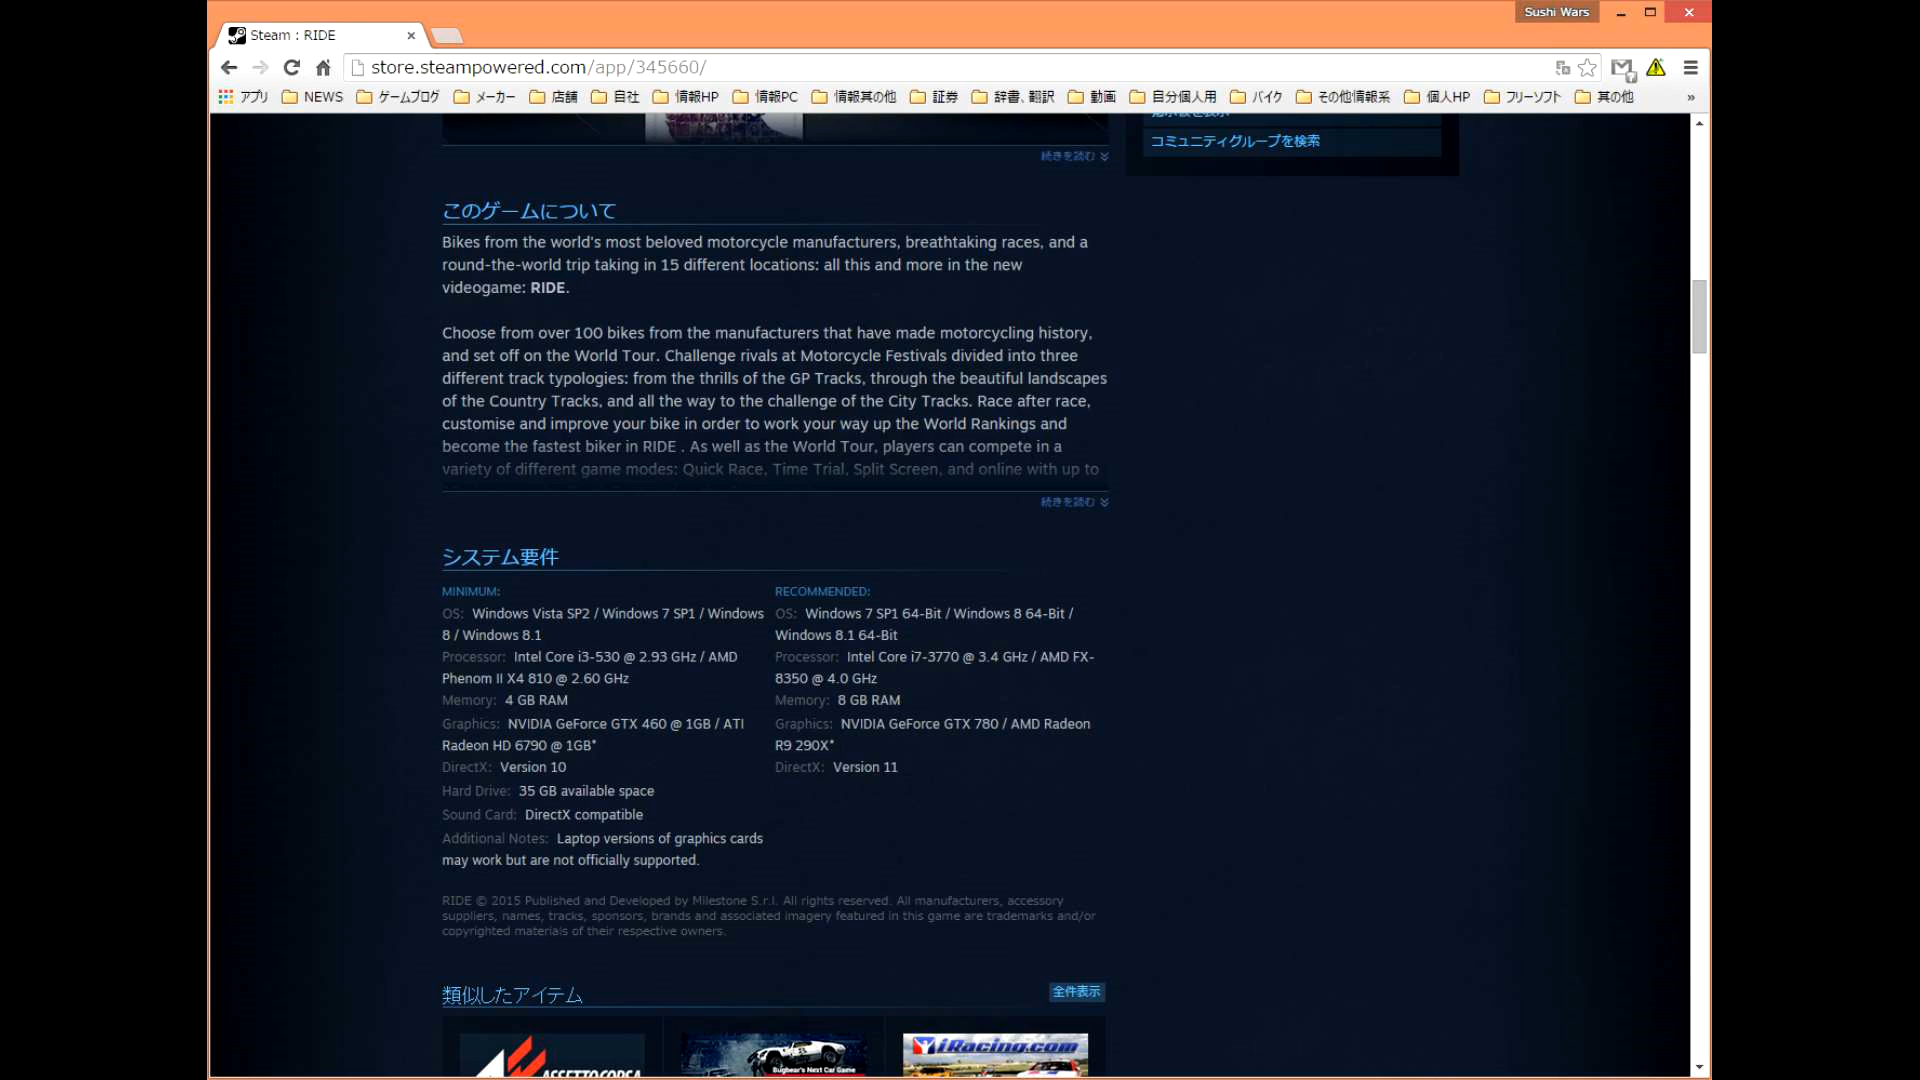 Sushi Wars
Steam : RIDE
store.steampowered.com/app/345660/
アプリ NEWS ゲームブログ メーカー 店舗 自社 情報HP 情報PC 情報其の他 証券 辞書、翻訳 動画 自分個人用 バイク その他情報系 個人HP フリーソフト 其の他 »
コミュニティグループを検索
続きを読む
このゲームについて
Bikes from the world's most beloved motorcycle manufacturers, breathtaking races, and a
round-the-world trip taking in 15 different locations: all this and more in the new
videogame: RIDE.
Choose from over 100 bikes from the manufacturers that have made motorcycling history,
and set off on the World Tour. Challenge rivals at Motorcycle Festivals divided into three
different track typologies: from the thrills of the GP Tracks, through the beautiful landscapes
of the Country Tracks, and all the way to the challenge of the City Tracks. Race after race,
customise and improve your bike in order to work your way up the World Rankings and
become the fastest biker in RIDE . As well as the World Tour, players can compete in a
variety of different game modes: Quick Race, Time Trial, Split Screen, and online with up to
続きを読む
システム要件
MINIMUM:
OS: Windows Vista SP2 / Windows 7 SP1 / Windows
8 / Windows 8.1
Processor: Intel Core i3-530 @ 2.93 GHz / AMD
Phenom II X4 810 @ 2.60 GHz
Memory: 4 GB RAM
Graphics: NVIDIA GeForce GTX 460 @ 1GB / ATI
Radeon HD 6790 @ 1GB*
DirectX: Version 10
Hard Drive: 35 GB available space
Sound Card: DirectX compatible
Additional Notes: Laptop versions of graphics cards
may work but are not officially supported.
RECOMMENDED:
OS: Windows 7 SP1 64-Bit / Windows 8 64-Bit /
Windows 8.1 64-Bit
Processor: Intel Core i7-3770 @ 3.4 GHz / AMD FX-
8350 @ 4.0 GHz
Memory: 8 GB RAM
Graphics: NVIDIA GeForce GTX 780 / AMD Radeon
R9 290X*
DirectX: Version 11
RIDE © 2015 Published and Developed by Milestone S.r.l. All rights reserved. All manufacturers, accessory
suppliers, names, tracks, sponsors, brands and associated imagery featured in this game are trademarks and/or
copyrighted materials of their respective owners.
類似したアイテム
全件表示
ASSETTO CORSA
Bugbear's Next Car Game
iRacing.com